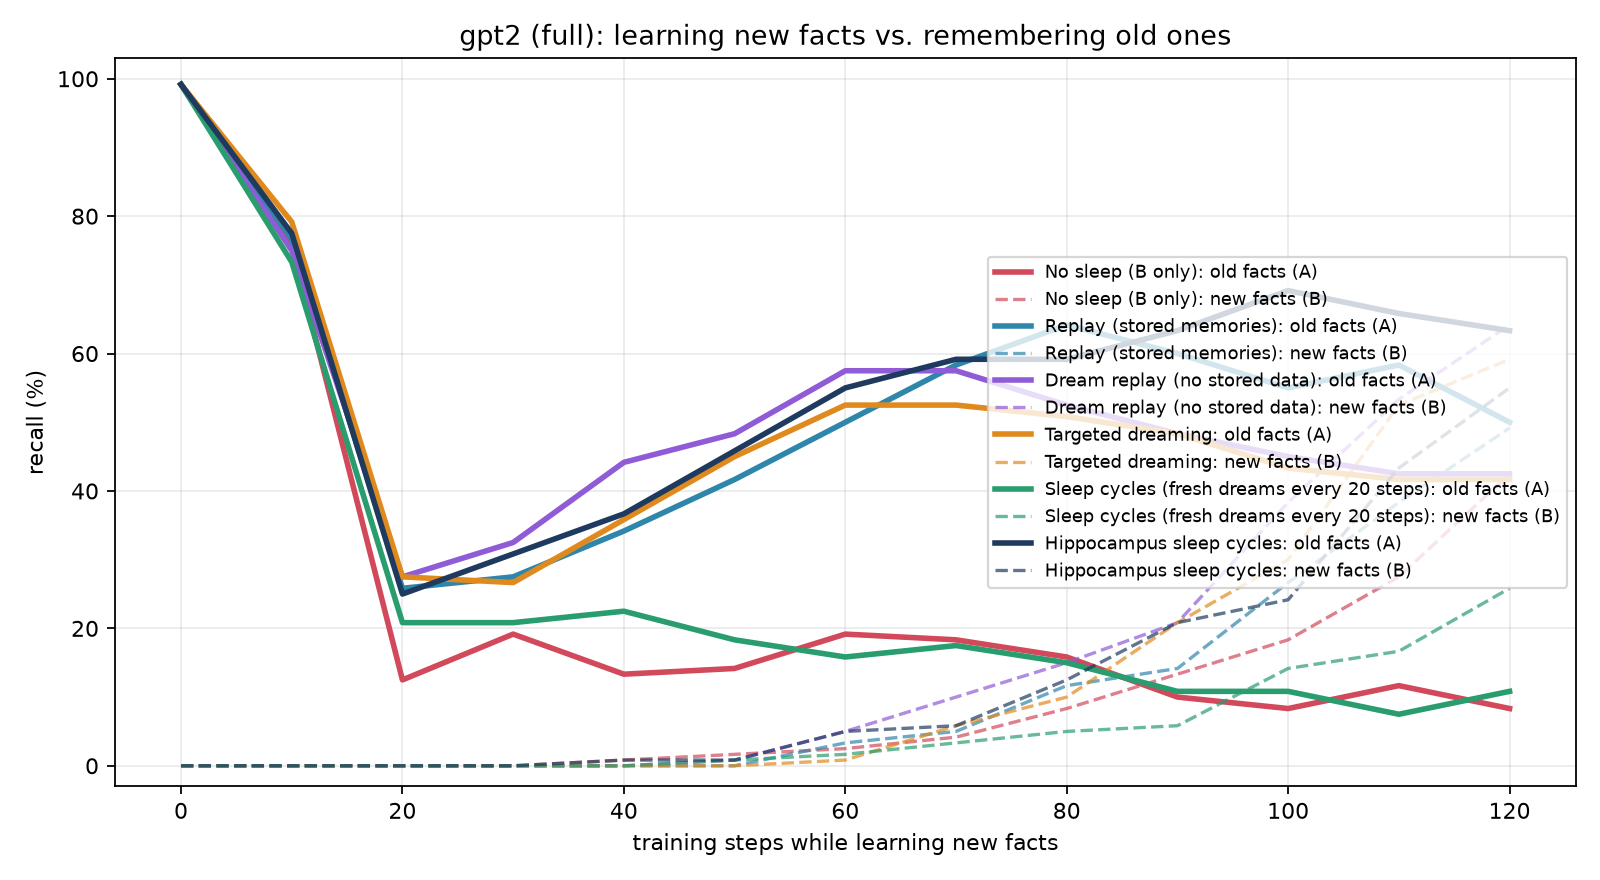 gpt2 (full): learning new facts vs. remembering old ones
recall (%)
100
80
60
40
20
0
No sleep (B only): old facts (A)
No sleep (B only): new facts (B)
Replay (stored memories): old facts (A)
Replay (stored memories): new facts (B)
Dream replay (no stored data): old facts (A)
Dream replay (no stored data): new facts (B)
Targeted dreaming: old facts (A)
Targeted dreaming: new facts (B)
Sleep cycles (fresh dreams every 20 steps): old facts (A)
Sleep cycles (fresh dreams every 20 steps): new facts (B)
Hippocampus sleep cycles: old facts (A)
Hippocampus sleep cycles: new facts (B)
0 20 40 60 80 100 120
training steps while learning new facts